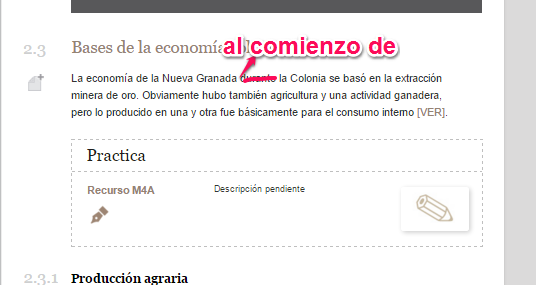 2.3 Bases de la economía
al comienzo de
La economía de la Nueva Granada durante la Colonia se basó en la extracción
minera de oro. Obviamente hubo también agricultura y una actividad ganadera,
pero lo producido en una y otra fue básicamente para el consumo interno [VER].
Practica
Recurso M4A
Descripción pendiente
2.3.1 Producción agraria